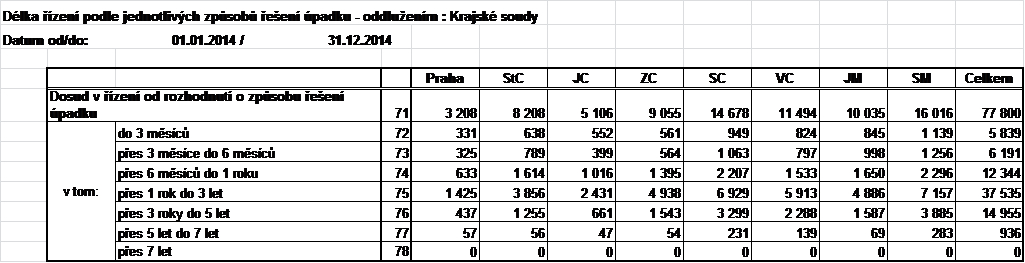 Délka řízení podle jednotlivých způsobů řešení úpadku - oddlužením : Krajské soudy
Datum od/do: 01.01.2014 / 31.12.2014
Praha StC JC ZC SC VC JM SM Celkem
Dosud v řízení od rozhodnutí o způsobu řešení
úpadku 71 3 208 8 208 5 106 9 055 14 678 11 494 10 035 16 016 77 800
do 3 měsíců 72 331 638 552 561 949 824 845 1 139 5 839
přes 3 měsíce do 6 měsíců 73 325 789 399 564 1 063 797 998 1 256 6 191
přes 6 měsíců do 1 roku 74 633 1 614 1 016 1 395 2 207 1 533 1 650 2 296 12 344
v tom: přes 1 rok do 3 let 75 1 425 3 856 2 431 4 938 6 929 5 913 4 886 7 157 37 535
přes 3 roky do 5 let 76 437 1 255 661 1 543 3 299 2 288 1 587 3 885 14 955
přes 5 let do 7 let 77 57 56 47 54 231 139 69 283 936
přes 7 let 78 0 0 0 0 0 0 0 0 0